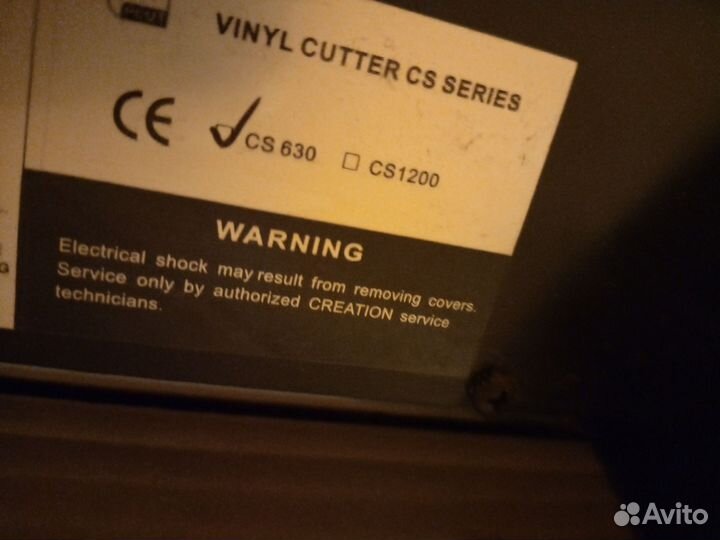 PCUT
VINYL CUTTER CS SERIES
CE
CS 630 CS1200
WARNING
Electrical shock may result from removing covers.
Service only by authorized CREATION service
technicians.
G
Avito